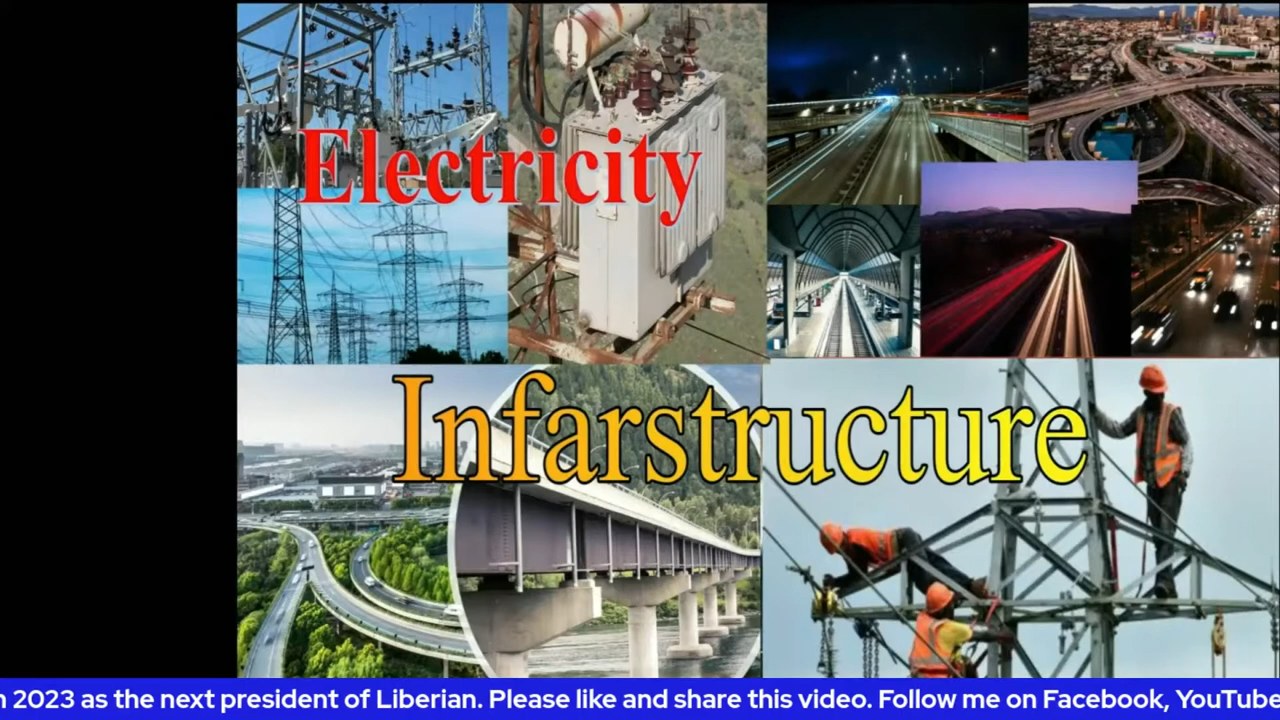 Electricity
Infarstructure
2023 as the next president of Liberian. Please like and share this video. Follow me on Facebook, YouTube